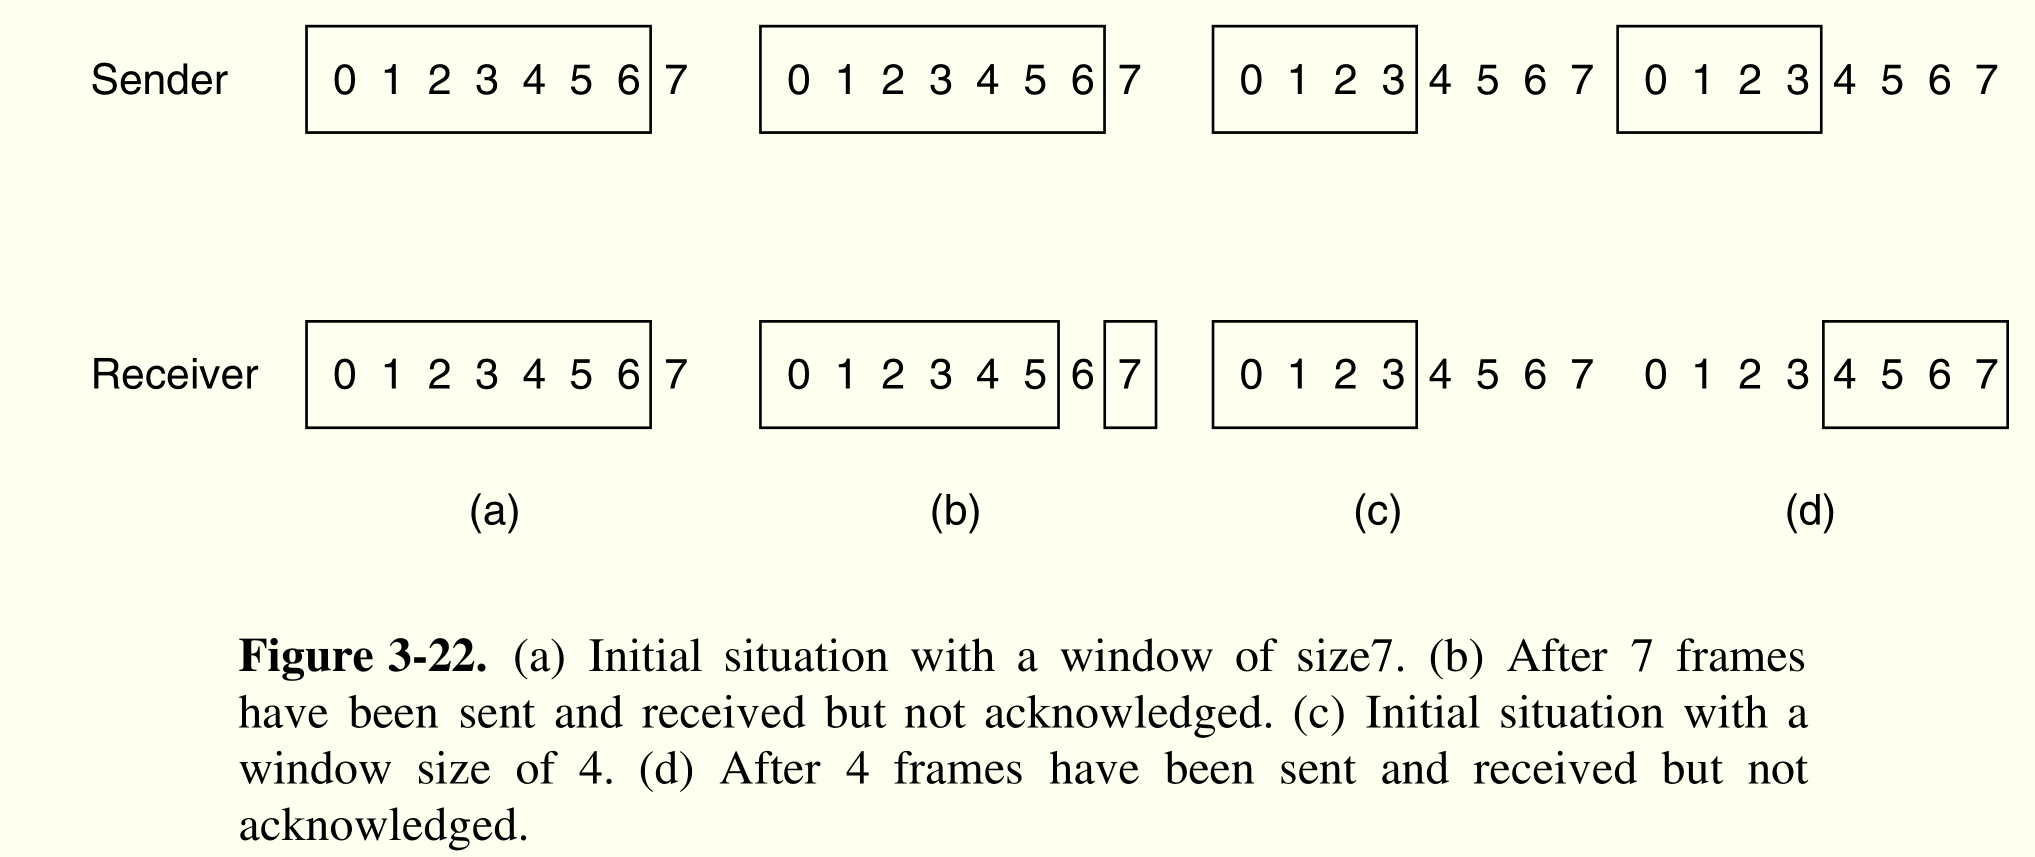 Sender 0 1 2 3 4 5 6 7 0 1 2 3 4 5 6 7 0 1 2 3 4 5 6 7 0 1 2 3 4 5 6 7
Receiver 0 1 2 3 4 5 6 7 0 1 2 3 4 5 6 7 0 1 2 3 4 5 6 7 0 1 2 3 4 5 6 7
(a) (b) (c) (d)
Figure 3-22. (a) Initial situation with a window of size7. (b) After 7 frames
have been sent and received but not acknowledged. (c) Initial situation with a
window size of 4. (d) After 4 frames have been sent and received but not
acknowledged.